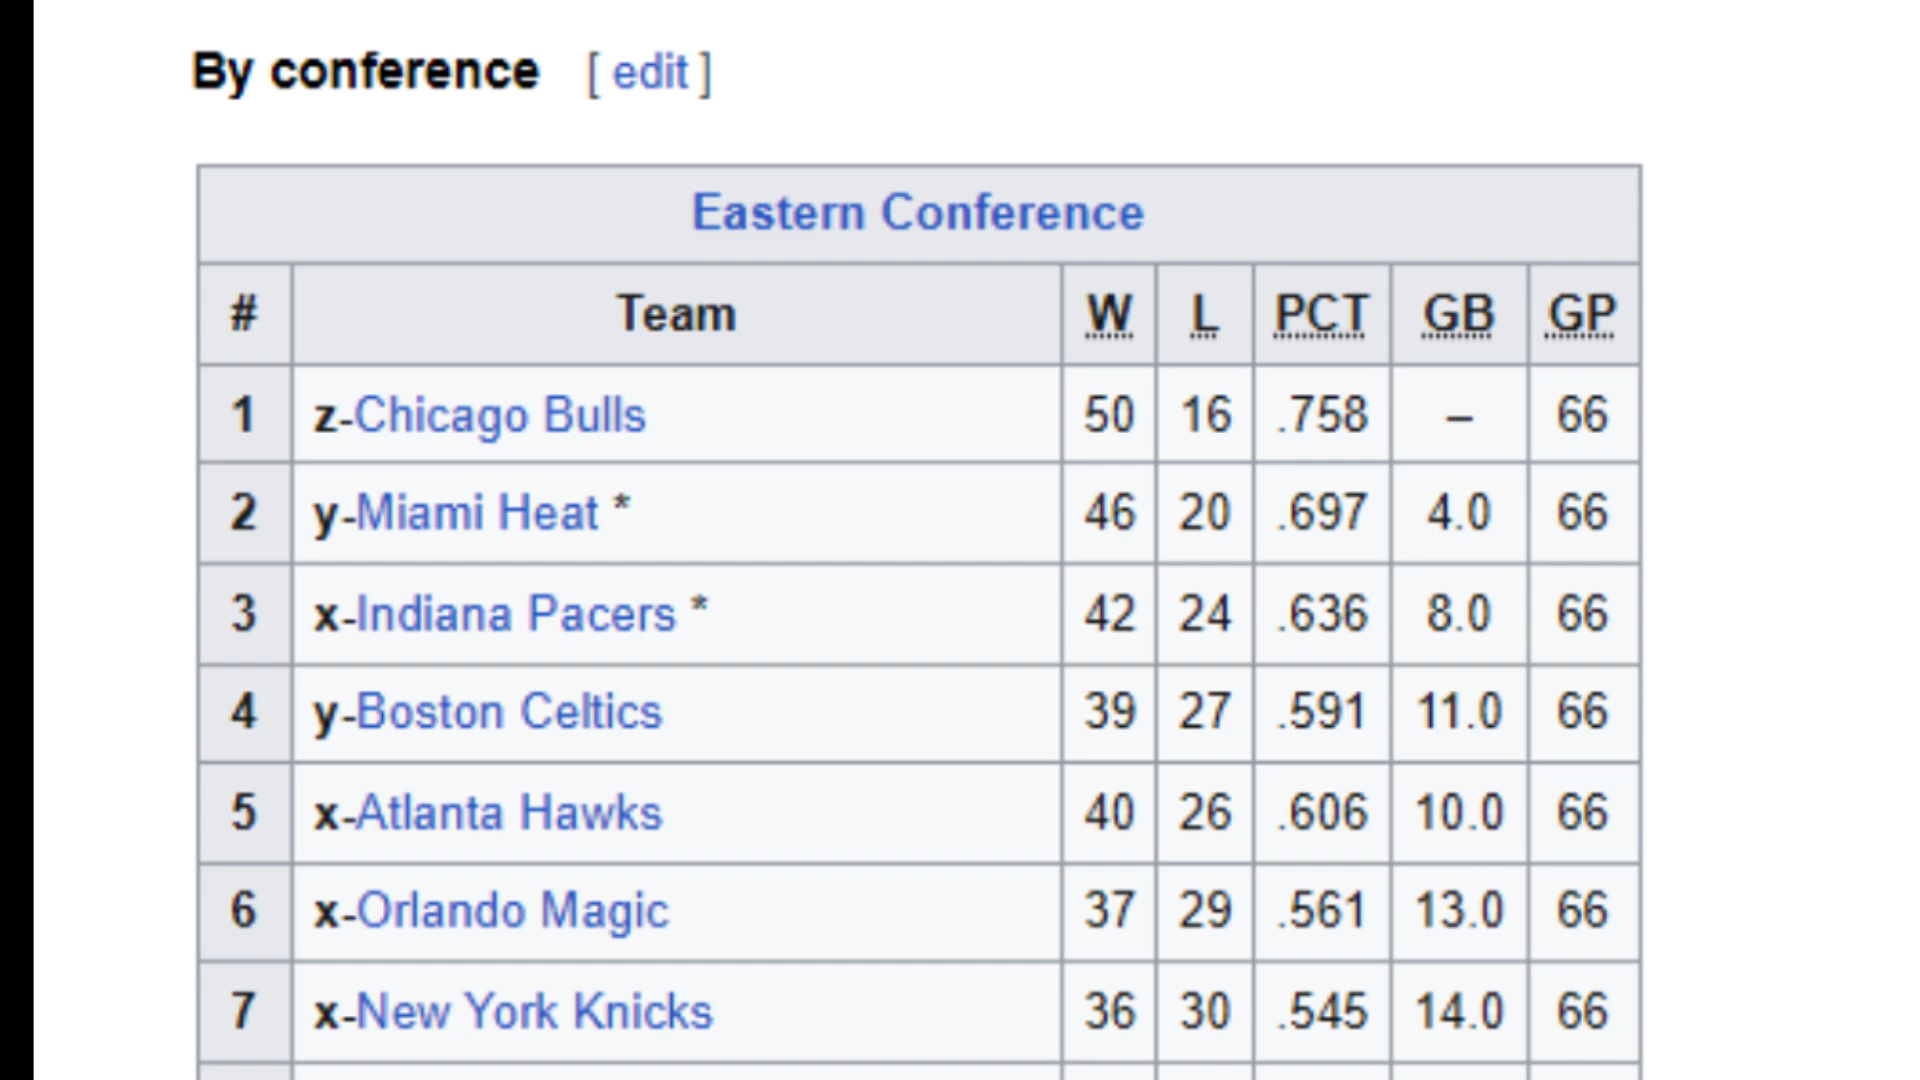 By conference [ edit ]
Eastern Conference
# Team W L PCT GB GP
1 z-Chicago Bulls 50 16 .758 – 66
2 y-Miami Heat * 46 20 .697 4.0 66
3 x-Indiana Pacers * 42 24 .636 8.0 66
4 y-Boston Celtics 39 27 .591 11.0 66
5 x-Atlanta Hawks 40 26 .606 10.0 66
6 x-Orlando Magic 37 29 .561 13.0 66
7 x-New York Knicks 36 30 .545 14.0 66